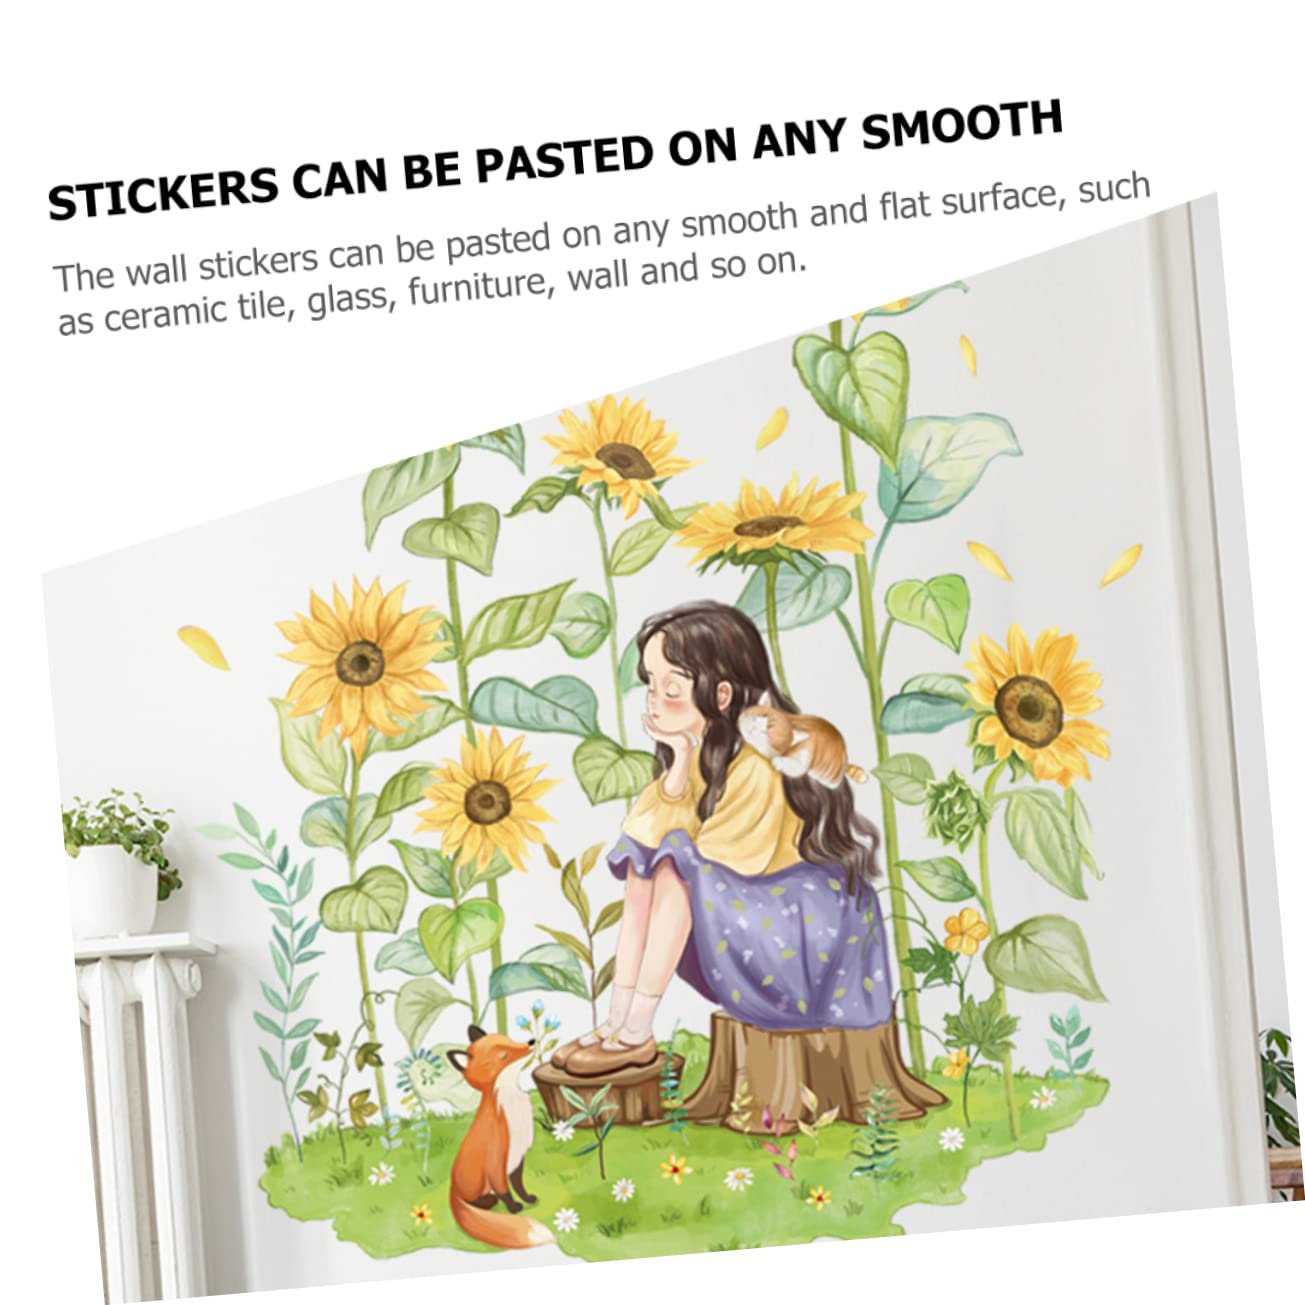 STICKERS CAN BE PASTED ON ANY SMOOTH
The wall stickers can be pasted on any smooth and flat surface, such
as ceramic tile, glass, furniture, wall and so on.